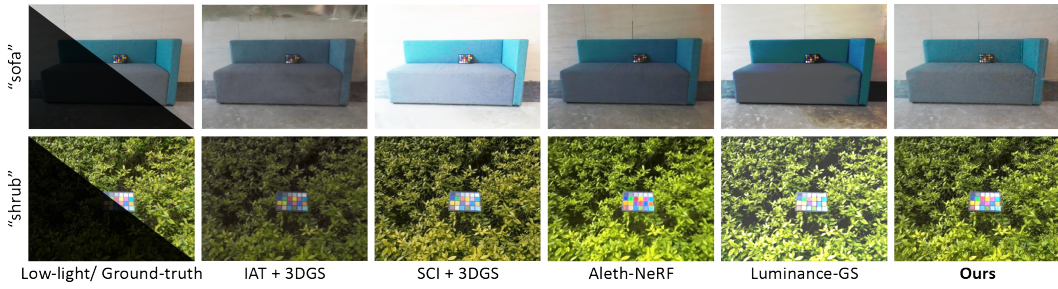 "sofa"
"shrub"
Low-light/ Ground-truth
IAT + 3DGS
SCI + 3DGS
Aleth-NeRF
Luminance-GS
Ours